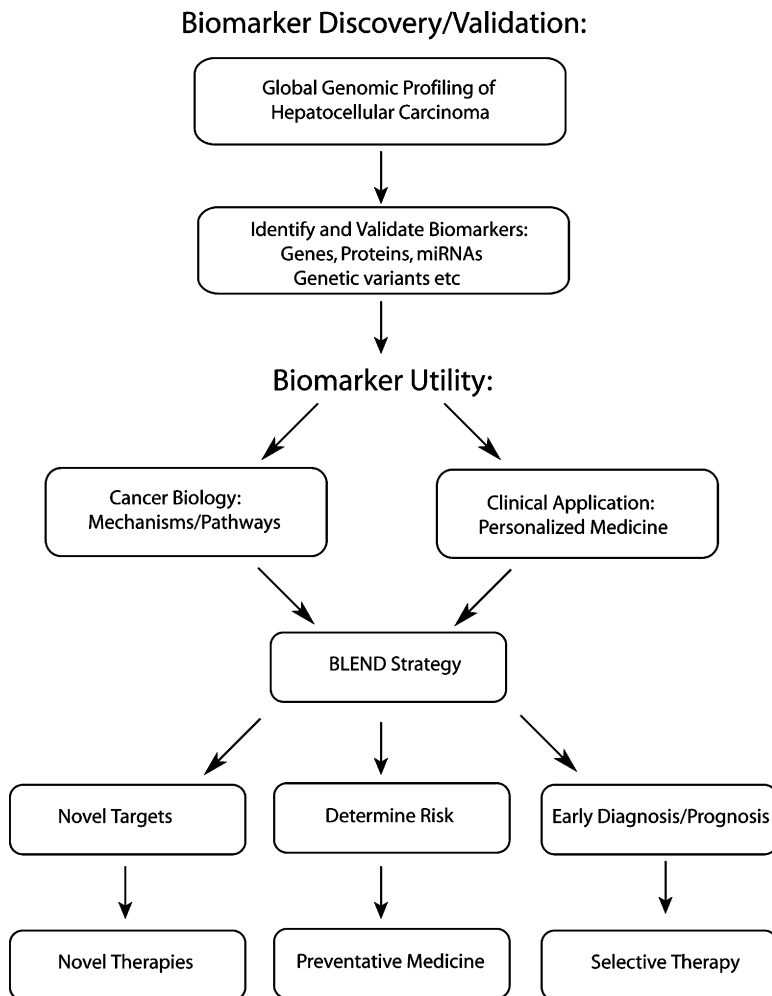 Biomarker Discovery/Validation:
Global Genomic Profiling of
Hepatocellular Carcinoma
Identify and Validate Biomarkers:
Genes, Proteins, miRNAs
Genetic variants etc
Biomarker Utility:
Cancer Biology:
Mechanisms/Pathways
Clinical Application:
Personalized Medicine
BLEND Strategy
Novel Targets
Determine Risk
Early Diagnosis/Prognosis
Novel Therapies
Preventative Medicine
Selective Therapy